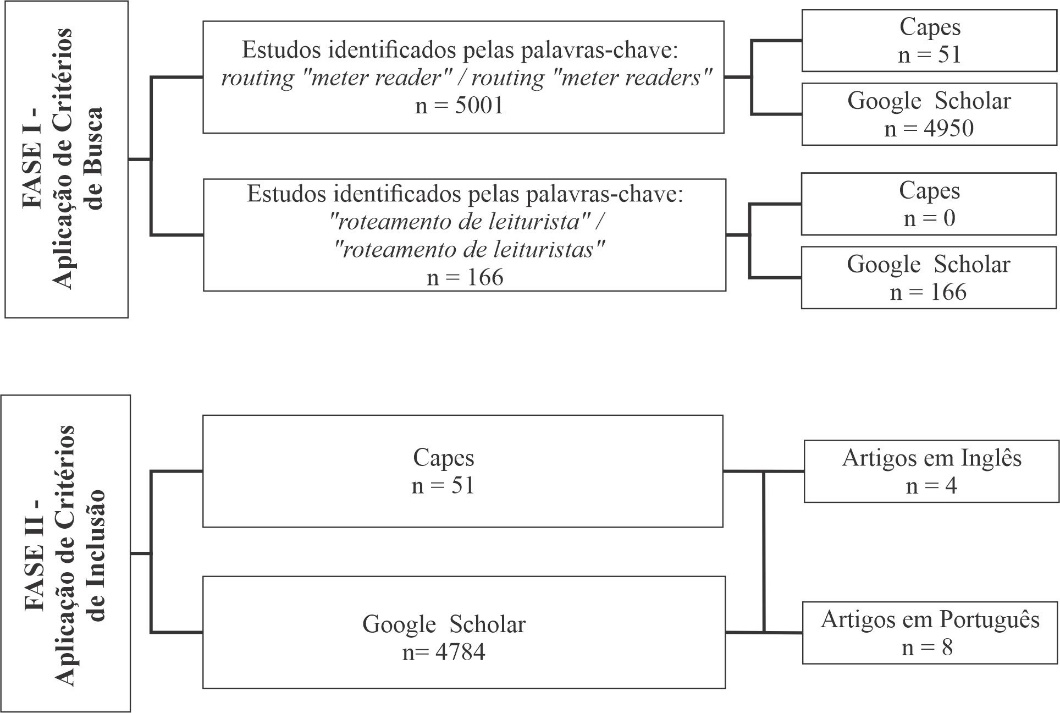 FASE I -
Aplicação de Critérios
de Busca
Estudos identificados pelas palavras-chave:
routing "meter reader" / routing "meter readers"
n = 5001
Capes
n = 51
Google Scholar
n = 4950
Estudos identificados pelas palavras-chave:
"roteamento de leiturista" /
"roteamento de leituristas"
n = 166
Capes
n = 0
Google Scholar
n = 166
FASE II -
Aplicação de Critérios
de Inclusão
Capes
n = 51
Google Scholar
n= 4784
Artigos em Inglês
n = 4
Artigos em Português
n = 8